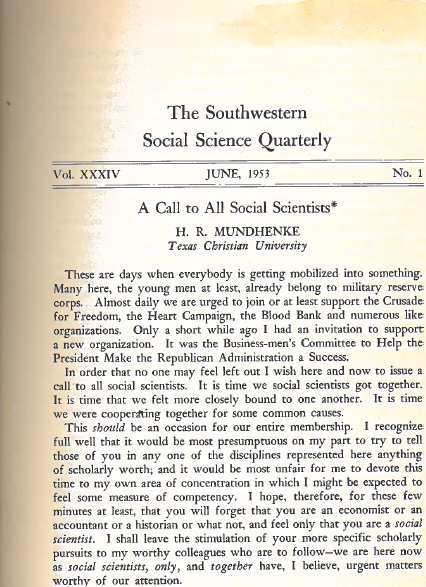 The Southwestern
Social Science Quarterly
Vol. XXXIV JUNE, 1953 No. 1
A Call to All Social Scientists*
H. R. MUNDHENKE
Texas Christian University
These are days when everybody is getting mobilized into something.
Many here, the young men at least, already belong to military reserve
corps. Almost daily we are urged to join or at least support the Crusade
for Freedom, the Heart Campaign, the Blood Bank and numerous like
organizations. Only a short while ago I had an invitation to support
a new organization. It was the Business-men's Committee to Help the
President Make the Republican Administration a Success.
In order that no one may feel left out I wish here and now to issue a
call to all social scientists. It is time we social scientists got together.
It is time that we felt more closely bound to one another. It is time
we were cooperating together for some common causes.
This should be an occasion for our entire membership. I recognize
full well that it would be most presumptuous on my part to try to tell
those of you in any one of the disciplines represented here anything
of scholarly worth; and it would be most unfair for me to devote this
time to my own area of concentration in which I might be expected to
feel some measure of competency. I hope, therefore, for these few
minutes at least, that you will forget that you are an economist or an
accountant or a historian or what not, and feel only that you are a social
scientist. I shall leave the stimulation of your more specific scholarly
pursuits to my worthy colleagues who are to follow—we are here now
as social scientists, only, and together have, I believe, urgent matters
worthy of our attention.